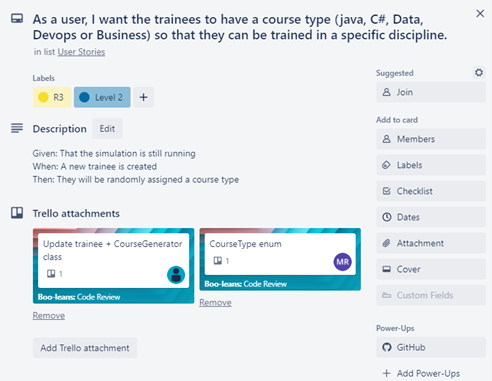 As a user, I want the trainees to have a course type (java, C#, Data,
Devops or Business) so that they can be trained in a specific discipline.
in list User Stories
Labels
R3
Level 2
+
Description
Edit
Given: That the simulation is still running
When: A new trainee is created
Then: They will be randomly assigned a course type
Trello attachments
Update trainee + CourseGenerator
class
1
Boo-leans: Code Review
Remove
CourseType enum
1
MR
Boo-leans: Code Review
Remove
Add Trello attachment
Suggested
Join
Add to card
Members
Labels
Checklist
Dates
Attachment
Cover
Custom Fields
Power-Ups
GitHub
+ Add Power-Ups